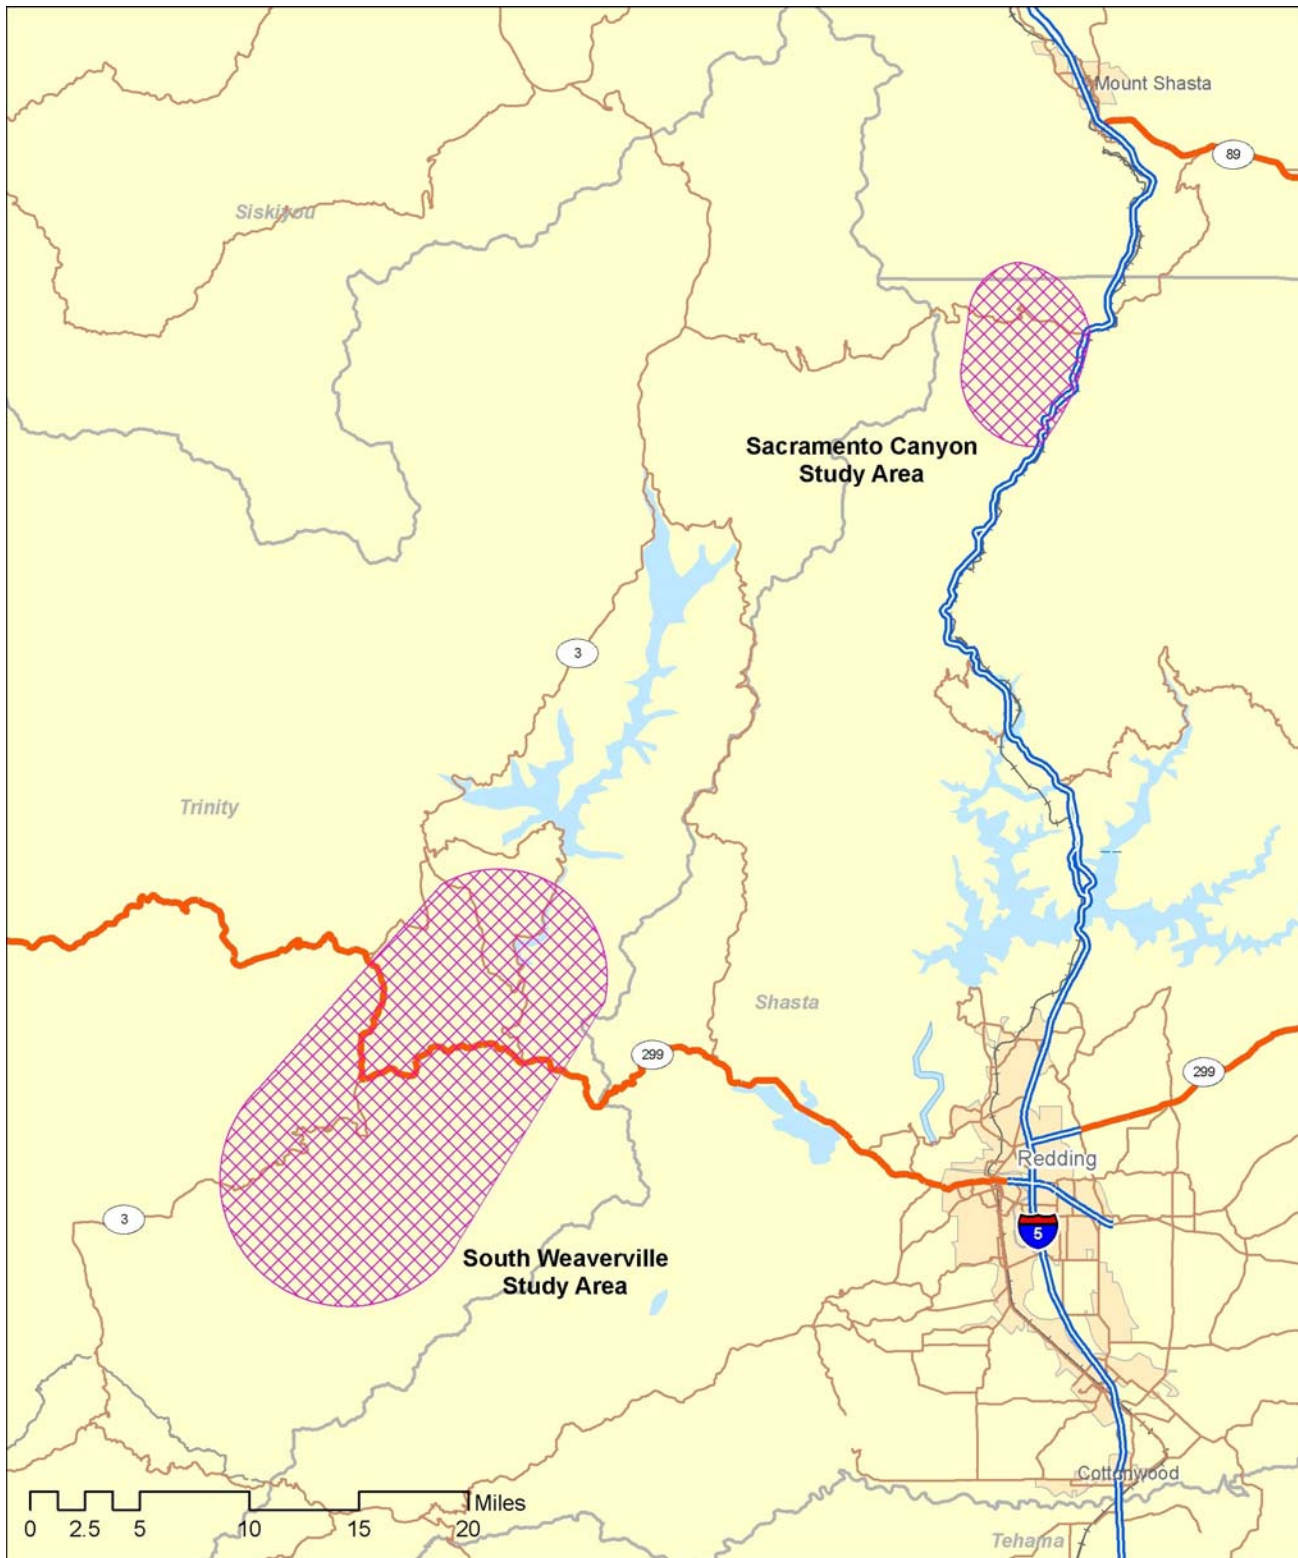 Mount Shasta
89
Siskiyou
Sacramento Canyon
Study Area
3
Trinity
Shasta
299
299
Redding
3
5
South Weaverville
Study Area
Cottonwood
Miles
0 2.5 5 10 15 20
Tehama